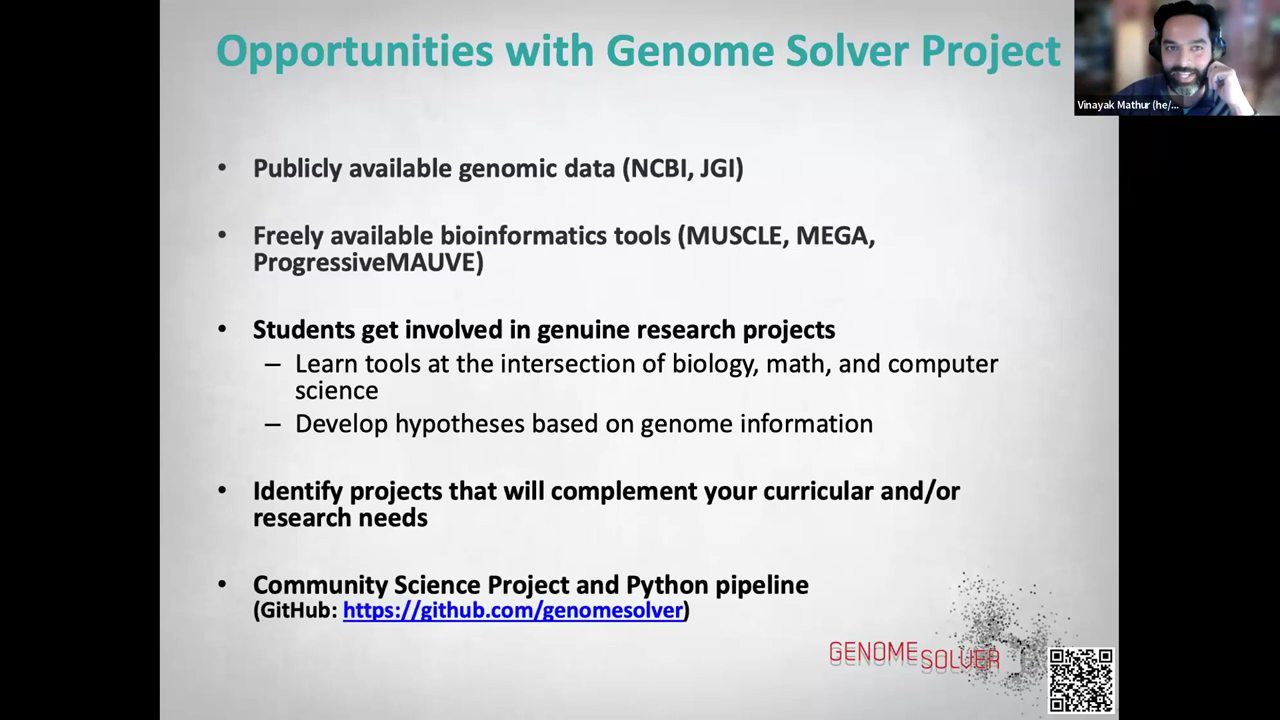 Opportunities with Genome Solver Project
Vinayak Mathur (he/...
• Publicly available genomic data (NCBI, JGI)
• Freely available bioinformatics tools (MUSCLE, MEGA,
ProgressiveMAUVE)
• Students get involved in genuine research projects
– Learn tools at the intersection of biology, math, and computer
science
– Develop hypotheses based on genome information
• Identify projects that will complement your curricular and/or
research needs
• Community Science Project and Python pipeline
(GitHub: https://github.com/genomesolver)
GENOME SOLVER